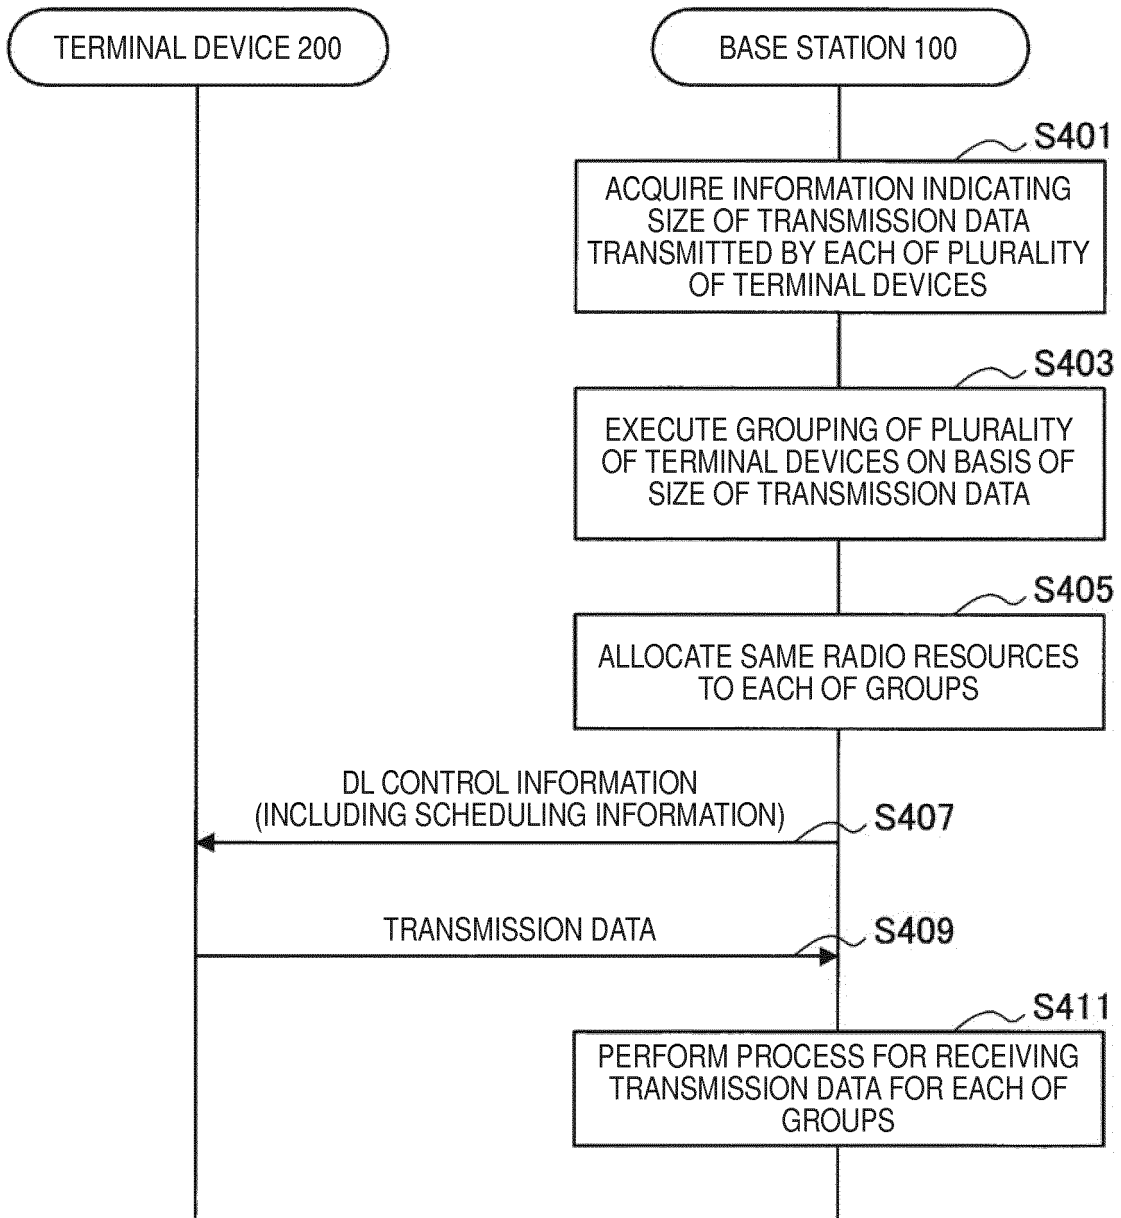 TERMINAL DEVICE 200
BASE STATION 100
S401
ACQUIRE INFORMATION INDICATING
SIZE OF TRANSMISSION DATA
TRANSMITTED BY EACH OF PLURALITY
OF TERMINAL DEVICES
S403
EXECUTE GROUPING OF PLURALITY
OF TERMINAL DEVICES ON BASIS OF
SIZE OF TRANSMISSION DATA
S405
ALLOCATE SAME RADIO RESOURCES
TO EACH OF GROUPS
DL CONTROL INFORMATION
(INCLUDING SCHEDULING INFORMATION)
S407
TRANSMISSION DATA
S409
S411
PERFORM PROCESS FOR RECEIVING
TRANSMISSION DATA FOR EACH OF
GROUPS